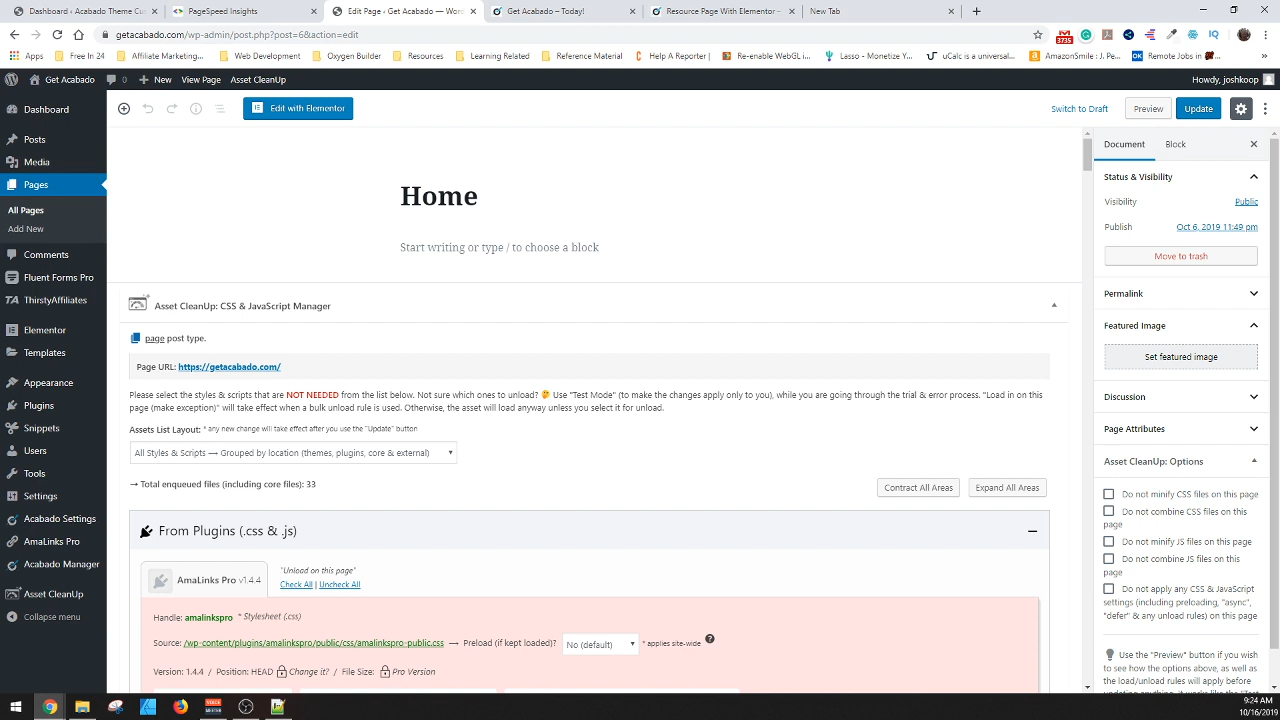 Dashboard ‹ Acabado Theme Cu
PageSpeed Insights
Edit Page ‹ Get Acabado — Wor
Get Acabado – Today!
Resource Page With Elementor –
New Tab
getacabado.com/wp-admin/post.php?post=6&action=edit
3735
Apps
Free In 24
Affiliate Marketing...
Web Development
Oxygen Builder
Resources
Learning Related
Reference Material
Help A Reporter |
Re-enable WebGL i...
Lasso - Monetize Y...
uCalc is a universal...
AmazonSmile : J. Pe...
Remote Jobs in
Get Acabado
0
New
View Page
Asset CleanUp
Howdy, joshkoop
Dashboard
Posts
Media
Pages
All Pages
Add New
Comments
Fluent Forms Pro
ThirstyAffiliates
Elementor
Templates
Appearance
Plugins
Snippets
Users
Tools
Settings
Acabado Settings
AmaLinks Pro
Acabado Manager
Asset CleanUp
Collapse menu
Edit with Elementor
Switch to Draft
Preview
Update
Home
Start writing or type / to choose a block
Asset CleanUp: CSS & JavaScript Manager
page post type.
Page URL: https://getacabado.com/
Please select the styles & scripts that are NOT NEEDED from the list below. Not sure which ones to unload? 🤔 Use "Test Mode" (to make the changes apply only to you), while you are going through the trial & error process. "Load in on this
page (make exception)" will take effect when a bulk unload rule is used. Otherwise, the asset will load anyway unless you select it for unload.
Assets List Layout: * any new change will take effect after you use the "Update" button
All Styles & Scripts → Grouped by location (themes, plugins, core & external)
→ Total enqueued files (including core files): 33
Contract All Areas
Expand All Areas
From Plugins (.css & .js)
AmaLinks Pro v1.4.4
"Unload on this page"
Check All | Uncheck All
Handle: amalinkspro * Stylesheet (.css)
Source: /wp-content/plugins/amalinkspro/public/css/amalinkspro-public.css → Preload (if kept loaded)? No (default) * applies site-wide
Version: 1.4.4 / Position: HEAD Change it? / File Size: Pro Version
Document
Block
Status & Visibility
Visibility
Public
Publish
Oct 6, 2019 11:49 pm
Move to trash
Permalink
Featured Image
Set featured image
Discussion
Page Attributes
Asset CleanUp: Options
Do not minify CSS files on this page
Do not combine CSS files on this
page
Do not minify JS files on this page
Do not combine JS files on this
page
Do not apply any CSS & JavaScript
settings (including preloading, "async",
"defer" & any unload rules) on this page
Use the "Preview" button if you wish
to see how the options above, as well as
the load/unload rules will apply before
9:24 AM
10/16/2019